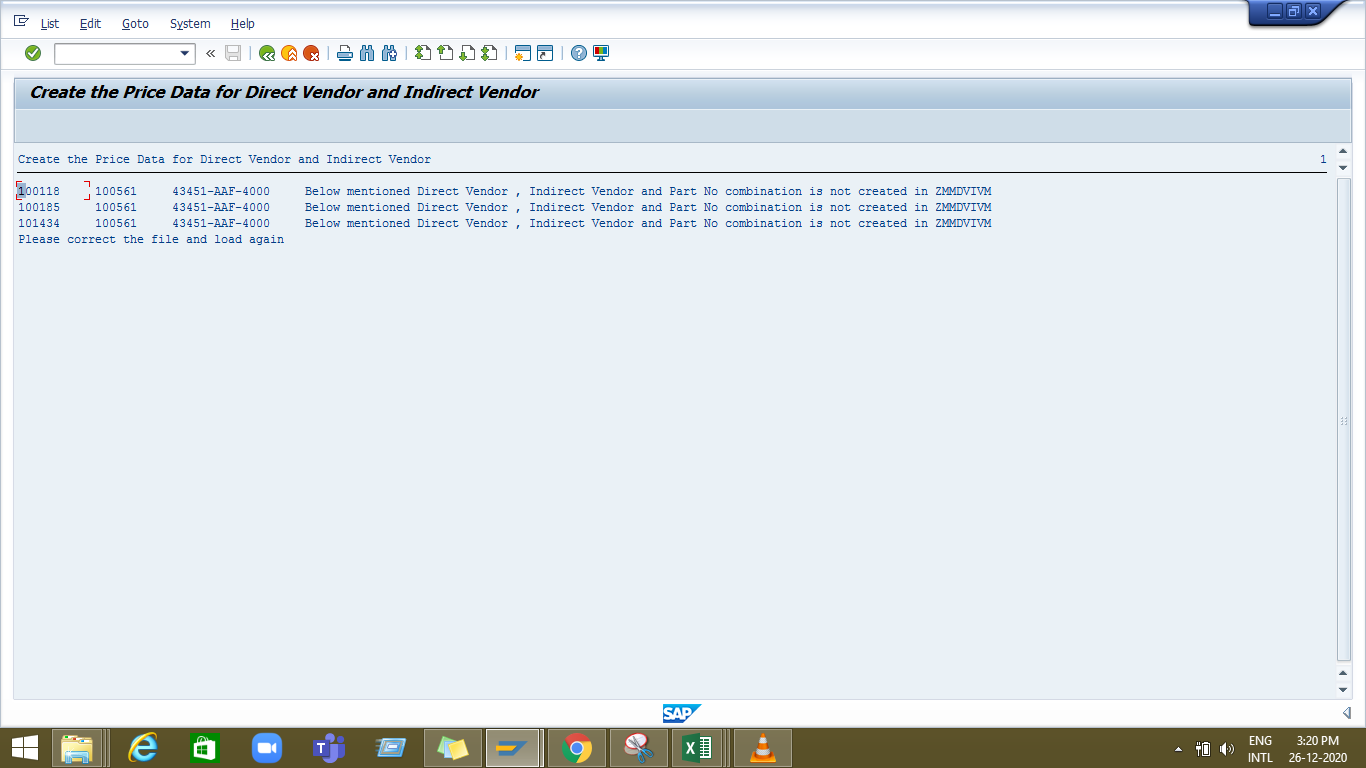 List Edit Goto System Help
Create the Price Data for Direct Vendor and Indirect Vendor
Create the Price Data for Direct Vendor and Indirect Vendor 1
100118 100561 43451-AAF-4000 Below mentioned Direct Vendor , Indirect Vendor and Part No combination is not created in ZMMDVIVM
100185 100561 43451-AAF-4000 Below mentioned Direct Vendor , Indirect Vendor and Part No combination is not created in ZMMDVIVM
101434 100561 43451-AAF-4000 Below mentioned Direct Vendor , Indirect Vendor and Part No combination is not created in ZMMDVIVM
Please correct the file and load again
SAP
ENG 3:20 PM
INTL 26-12-2020